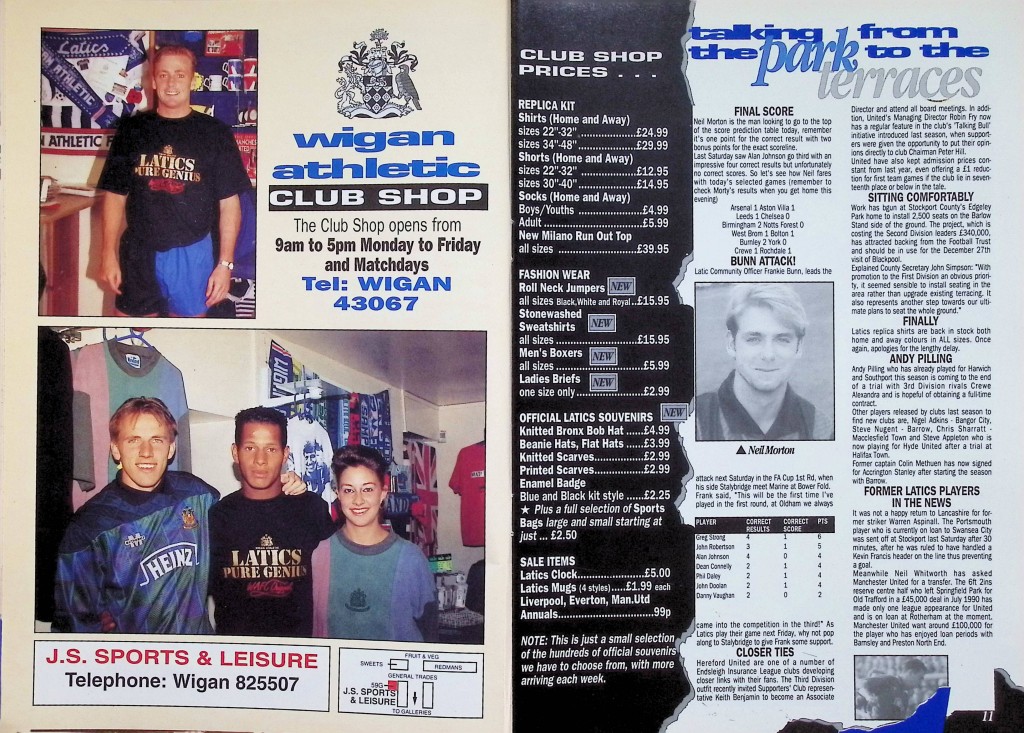 Latics
N ATHLETIC
AN ATHLETIC F
LATICS
PURE GENIUS
wigan
athletic
CLUB SHOP
The Club Shop opens from
9am to 5pm Monday to Friday
and Matchdays
Tel: WIGAN
43067
HEINZ
LATICS
PURE GENIU
J.S. SPORTS & LEISURE
Telephone: Wigan 825507
FRUIT & VEG.
SWEETS
REDMANS
GENERAL TRADES
59G
J.S. SPORTS
& LEISURE
TO GALLERIES
CLUB SHOP
PRICES . . .
REPLICA KIT
Shirts (Home and Away)
sizes 22"-32" ..................£24.99
sizes 34"-48" ..................£29.99
Shorts (Home and Away)
sizes 22"-32" ..................£12.95
sizes 30"-40" ..................£14.95
Socks (Home and Away)
Boys/Youths ....................£4.99
Adult ..............................£5.99
New Milano Run Out Top
all sizes .........................£39.95
FASHION WEAR
Roll Neck Jumpers NEW
all sizes Black,White and Royal..£15.95
Stonewashed
Sweatshirts NEW
all sizes .........................£15.95
Men's Boxers NEW
all sizes .........................£5.99
Ladies Briefs NEW
one size only...................£2.99
OFFICIAL LATICS SOUVENIRS NEW
Knitted Bronx Bob Hat ......£4.99
Beanie Hats, Flat Hats .....£3.99
Knitted Scarves................£2.99
Printed Scarves................£2.99
Enamel Badge
Blue and Black kit style .....£2.25
★ Plus a full selection of Sports
Bags large and small starting at
just ... £2.50
SALE ITEMS
Latics Clock.....................£5.00
Latics Mugs (4 styles).....£1.99 each
Liverpool, Everton, Man.Utd
Annuals..........................99p
NOTE: This is just a small selection
of the hundreds of official souvenirs
we have to choose from, with more
arriving each week.
talking from
the park to the
terraces
FINAL SCORE
Neil Morton is the man looking to go to the
top of the score prediction table today, remember
it's one point for the correct result with two
bonus points for the exact scoreline.
Last Saturday saw Alan Johnson go third with an
impressive four correct results but unfortunately
no correct scores. So let's see how Neil fares
with today's selected games (remember to
check Morty's results when you get home this
evening)
Arsenal 1 Aston Villa 1
Leeds 1 Chelsea 0
Birmingham 2 Notts Forest 0
West Brom 1 Bolton 1
Burnley 2 York 0
Crewe 1 Rochdale 1
BUNN ATTACK!
Latic Community Officer Frankie Bunn, leads the
▲ Neil Morton
attack next Saturday in the FA Cup 1st Rd, when
his side Stalybridge meet Marine at Bower Fold.
Frank said, "This will be the first time I've
played in the first round, at Oldham we always
PLAYER CORRECT RESULTS CORRECT SCORE PTS
Greg Strong 4 1 6
John Robertson 3 1 5
Alan Johnson 4 0 4
Dean Connelly 2 1 4
Phil Daley 2 1 4
John Doolan 2 1 4
Danny Vaughan 2 0 2
came into the competition in the third!" As
Latics play their game next Friday, why not pop
along to Stalybridge to give Frank some support.
CLOSER TIES
Hereford United are one of a number of
Endsleigh Insurance League clubs developing
closer links with their fans. The Third Division
outfit recently invited Supporters' Club represen-
tative Keith Benjamin to become an Associate
Director and attend all board meetings. In addi-
tion, United's Managing Director Robin Fry now
has a regular feature in the club's 'Talking Bull'
initiative introduced last season, when support-
ers were given the opportunity to put their opin-
ions directly to club Chairman Peter Hill.
United have also kept admission prices con-
stant from last year, even offering a £1 reduc-
tion for first team games if the club lie in seven-
teenth place or below in the table.
SITTING COMFORTABLY
Work has bgun at Stockport County's Edgeley
Park home to install 2,500 seats on the Barlow
Stand side of the ground. The project, which is
costing the Second Division leaders £340,000,
has attracted backing from the Football Trust
and should be in use for the December 27th
visit of Blackpool.
Explained County Secretary John Simpson: "With
promotion to the First Division an obvious priori-
ty, it seemed sensible to install seating in the
area rather than upgrade existing terracing. It
also represents another step towards our ulti-
mate plans to seat the whole ground."
FINALLY
Latics replica shirts are back in stock both
home and away colours in ALL sizes. Once
again, apologies for the lengthy delay.
ANDY PILLING
Andy Pilling who has already played for Harwich
and Southport this season is coming to the end
of a trial with 3rd Division rivals Crewe
Alexandra and is hopeful of obtaining a full-time
contract.
Other players released by clubs last season to
find new clubs are, Nigel Adkins - Bangor City,
Steve Nugent - Barrow, Chris Sharratt -
Macclesfield Town and Steve Appleton who is
now playing for Hyde United after a trial at
Halifax Town.
Former captain Colin Methuen has now signed
for Accrington Stanley after starting the season
with Barrow.
FORMER LATICS PLAYERS
IN THE NEWS
It was not a happy return to Lancashire for for-
mer striker Warren Aspinall. The Portsmouth
player who is currently on loan to Swansea City
was sent off at Stockport last Saturday after 30
minutes, after he was ruled to have handled a
Kevin Francis header on the line thus preventing
a goal.
Meanwhile Neil Whitworth has asked
Manchester United for a transfer. The 6ft 2ins
reserve centre half who left Springfield Park for
Old Trafford in a £45,000 deal in July 1990 has
made only one league appearance for United
and is on loan at Rotherham at the moment.
Manchester United want around £100,000 for
the player who has enjoyed loan periods with
Barnsley and Preston North End.
11